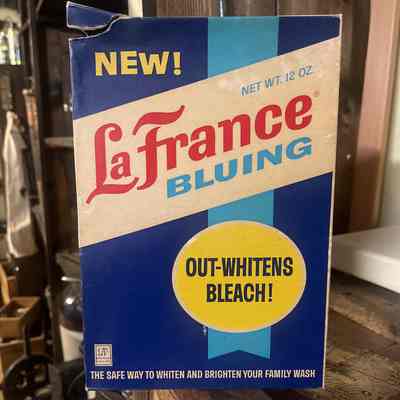 NEW!
NET WT. 12 OZ.
La France®
BLUING
OUT-WHITENS
BLEACH!
THE SAFE WAY TO WHITEN AND BRIGHTEN YOUR FAMILY WASH